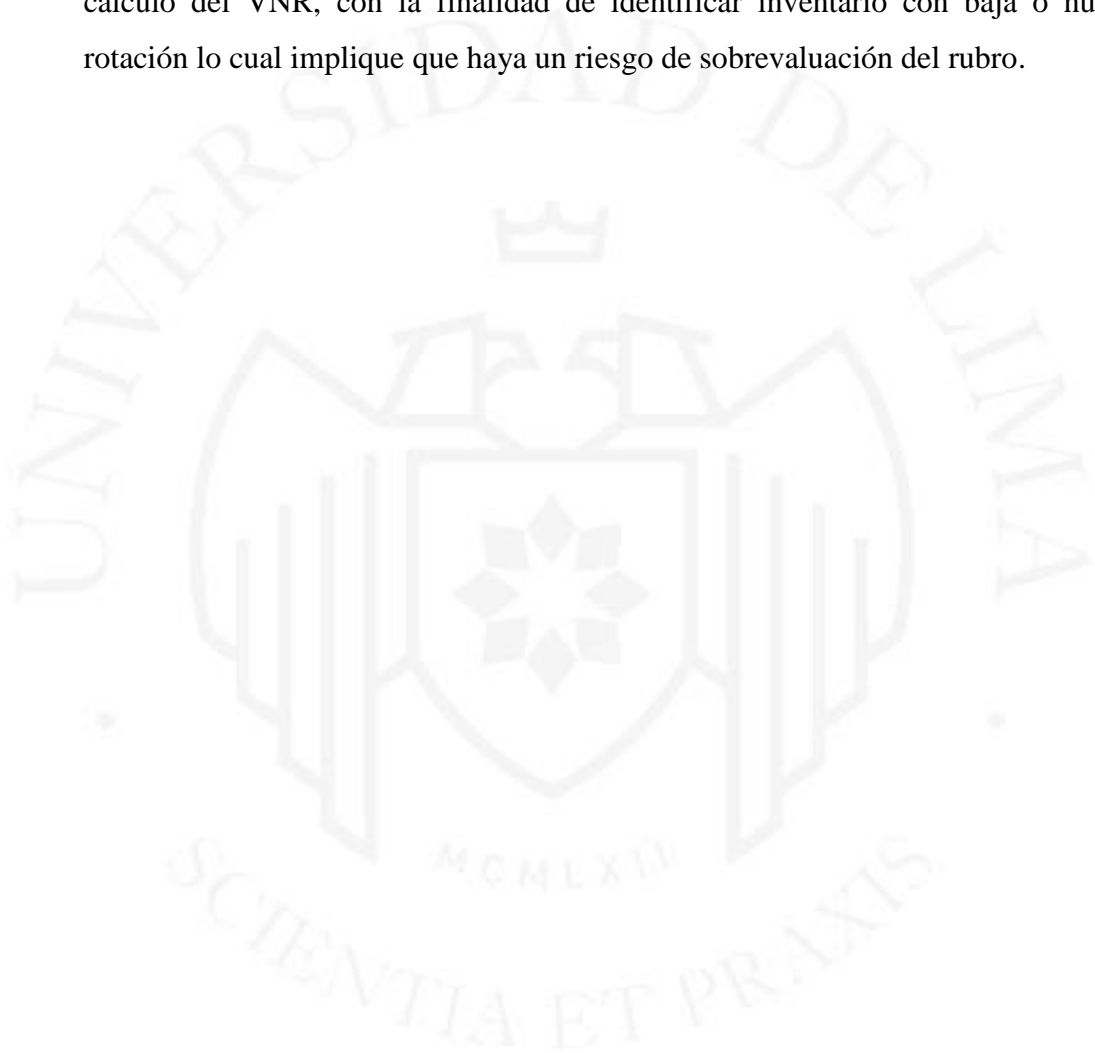 cálculo del VNR, con la finalidad de identificar inventario con baja o nu
rotación lo cual implique que haya un riesgo de sobrevaluación del rubro.
UNIVERSIDAD DE LIMA
MCMLXII
SCIENTIA ET PRAXIS